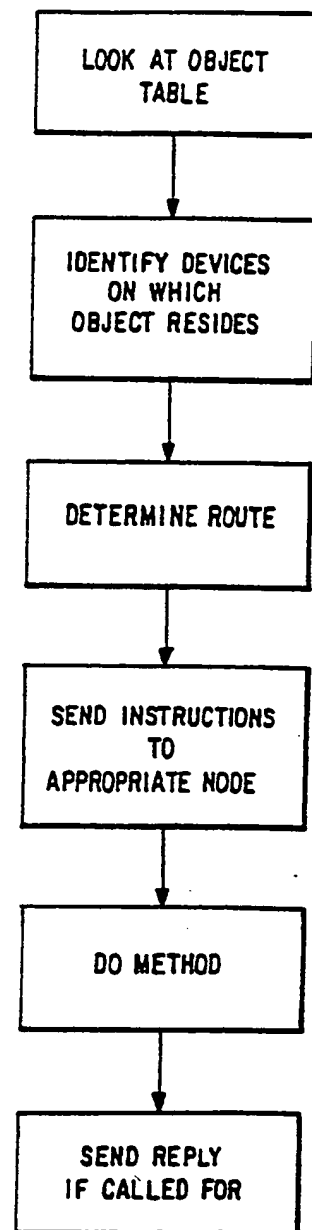 LOOK AT OBJECT
TABLE
IDENTIFY DEVICES
ON WHICH
OBJECT RESIDES
DETERMINE ROUTE
SEND INSTRUCTIONS
TO
APPROPRIATE NODE
DO METHOD
SEND REPLY
IF CALLED FOR